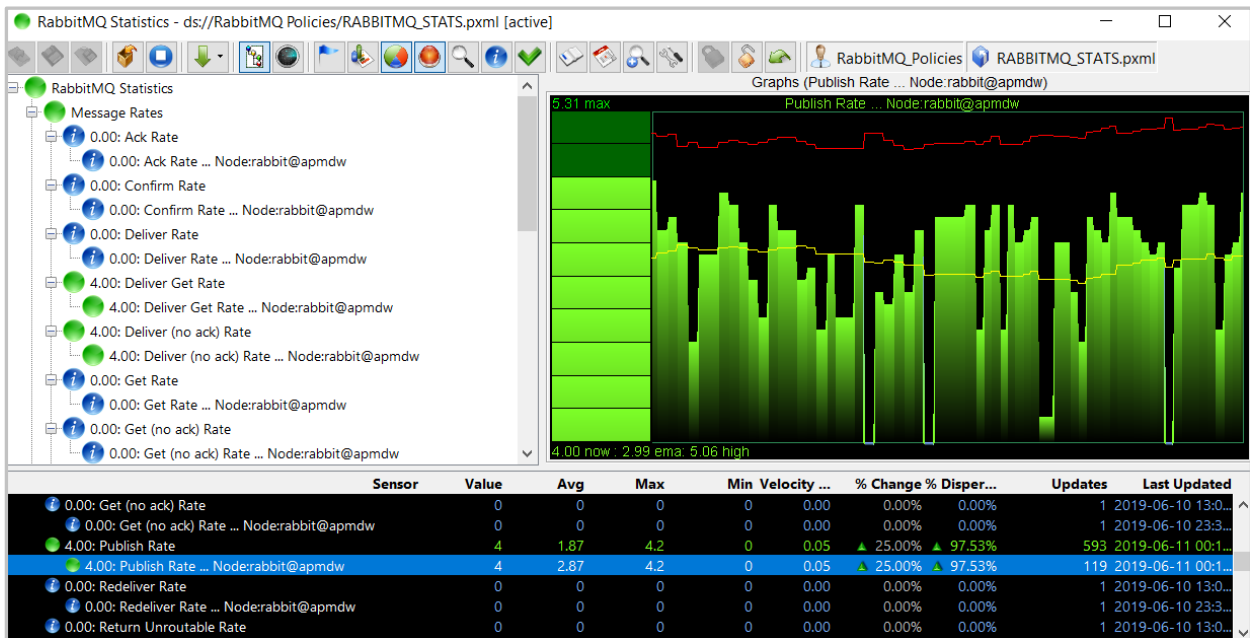 RabbitMQ Statistics - ds://RabbitMQ Policies/RABBITMQ_STATS.pxml [active]
RabbitMQ_Policies RABBITMQ_STATS.pxml
RabbitMQ Statistics
Message Rates
0.00: Ack Rate
0.00: Ack Rate ... Node:rabbit@apmdw
0.00: Confirm Rate
0.00: Confirm Rate ... Node:rabbit@apmdw
0.00: Deliver Rate
0.00: Deliver Rate ... Node:rabbit@apmdw
4.00: Deliver Get Rate
4.00: Deliver Get Rate ... Node:rabbit@apmdw
4.00: Deliver (no ack) Rate
4.00: Deliver (no ack) Rate ... Node:rabbit@apmdw
0.00: Get Rate
0.00: Get Rate ... Node:rabbit@apmdw
0.00: Get (no ack) Rate
0.00: Get (no ack) Rate ... Node:rabbit@apmdw
Graphs (Publish Rate ... Node:rabbit@apmdw)
5.31 max Publish Rate ... Node:rabbit@apmdw
4.00 now : 2.99 ema: 5.06 high
Sensor Value Avg Max Min Velocity ... % Change % Disper... Updates Last Updated
0.00: Get (no ack) Rate 0 0 0 0 0.00 0.00% 0.00% 1 2019-06-10 13:0...
0.00: Get (no ack) Rate ... Node:rabbit@apmdw 0 0 0 0 0.00 0.00% 0.00% 1 2019-06-10 23:3...
4.00: Publish Rate 4 1.87 4.2 0 0.05 25.00% 97.53% 593 2019-06-11 00:1...
4.00: Publish Rate ... Node:rabbit@apmdw 4 2.87 4.2 0 0.05 25.00% 97.53% 119 2019-06-11 00:1...
0.00: Redeliver Rate 0 0 0 0 0.00 0.00% 0.00% 1 2019-06-10 13:0...
0.00: Redeliver Rate ... Node:rabbit@apmdw 0 0 0 0 0.00 0.00% 0.00% 1 2019-06-10 23:3...
0.00: Return Unroutable Rate 0 0 0 0 0.00 0.00% 0.00% 1 2019-06-10 13:0...